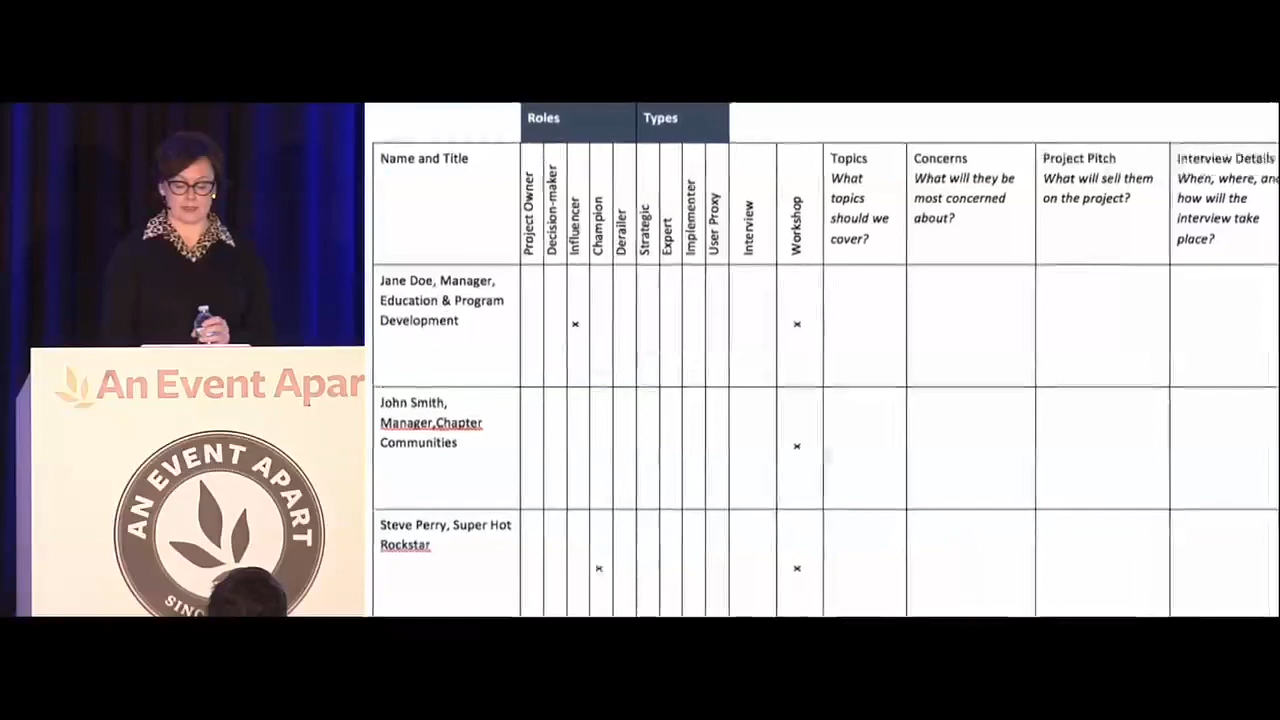 Roles
Types
Name and Title
Project Owner
Decision-maker
Influencer
Champion
Derailer
Strategic
Expert
Implementer
User Proxy
Interview
Workshop
Topics
What
topics
should we
cover?
Concerns
What will they be
most concerned
about?
Project Pitch
What will sell them
on the project?
Interview Details
When, where, and
how will the
interview take
place?
Jane Doe, Manager,
Education & Program
Development
x
x
John Smith,
Manager,Chapter
Communities
x
Steve Perry, Super Hot
Rockstar
x
x
An Event Apar
AN EVENT APART
SINC